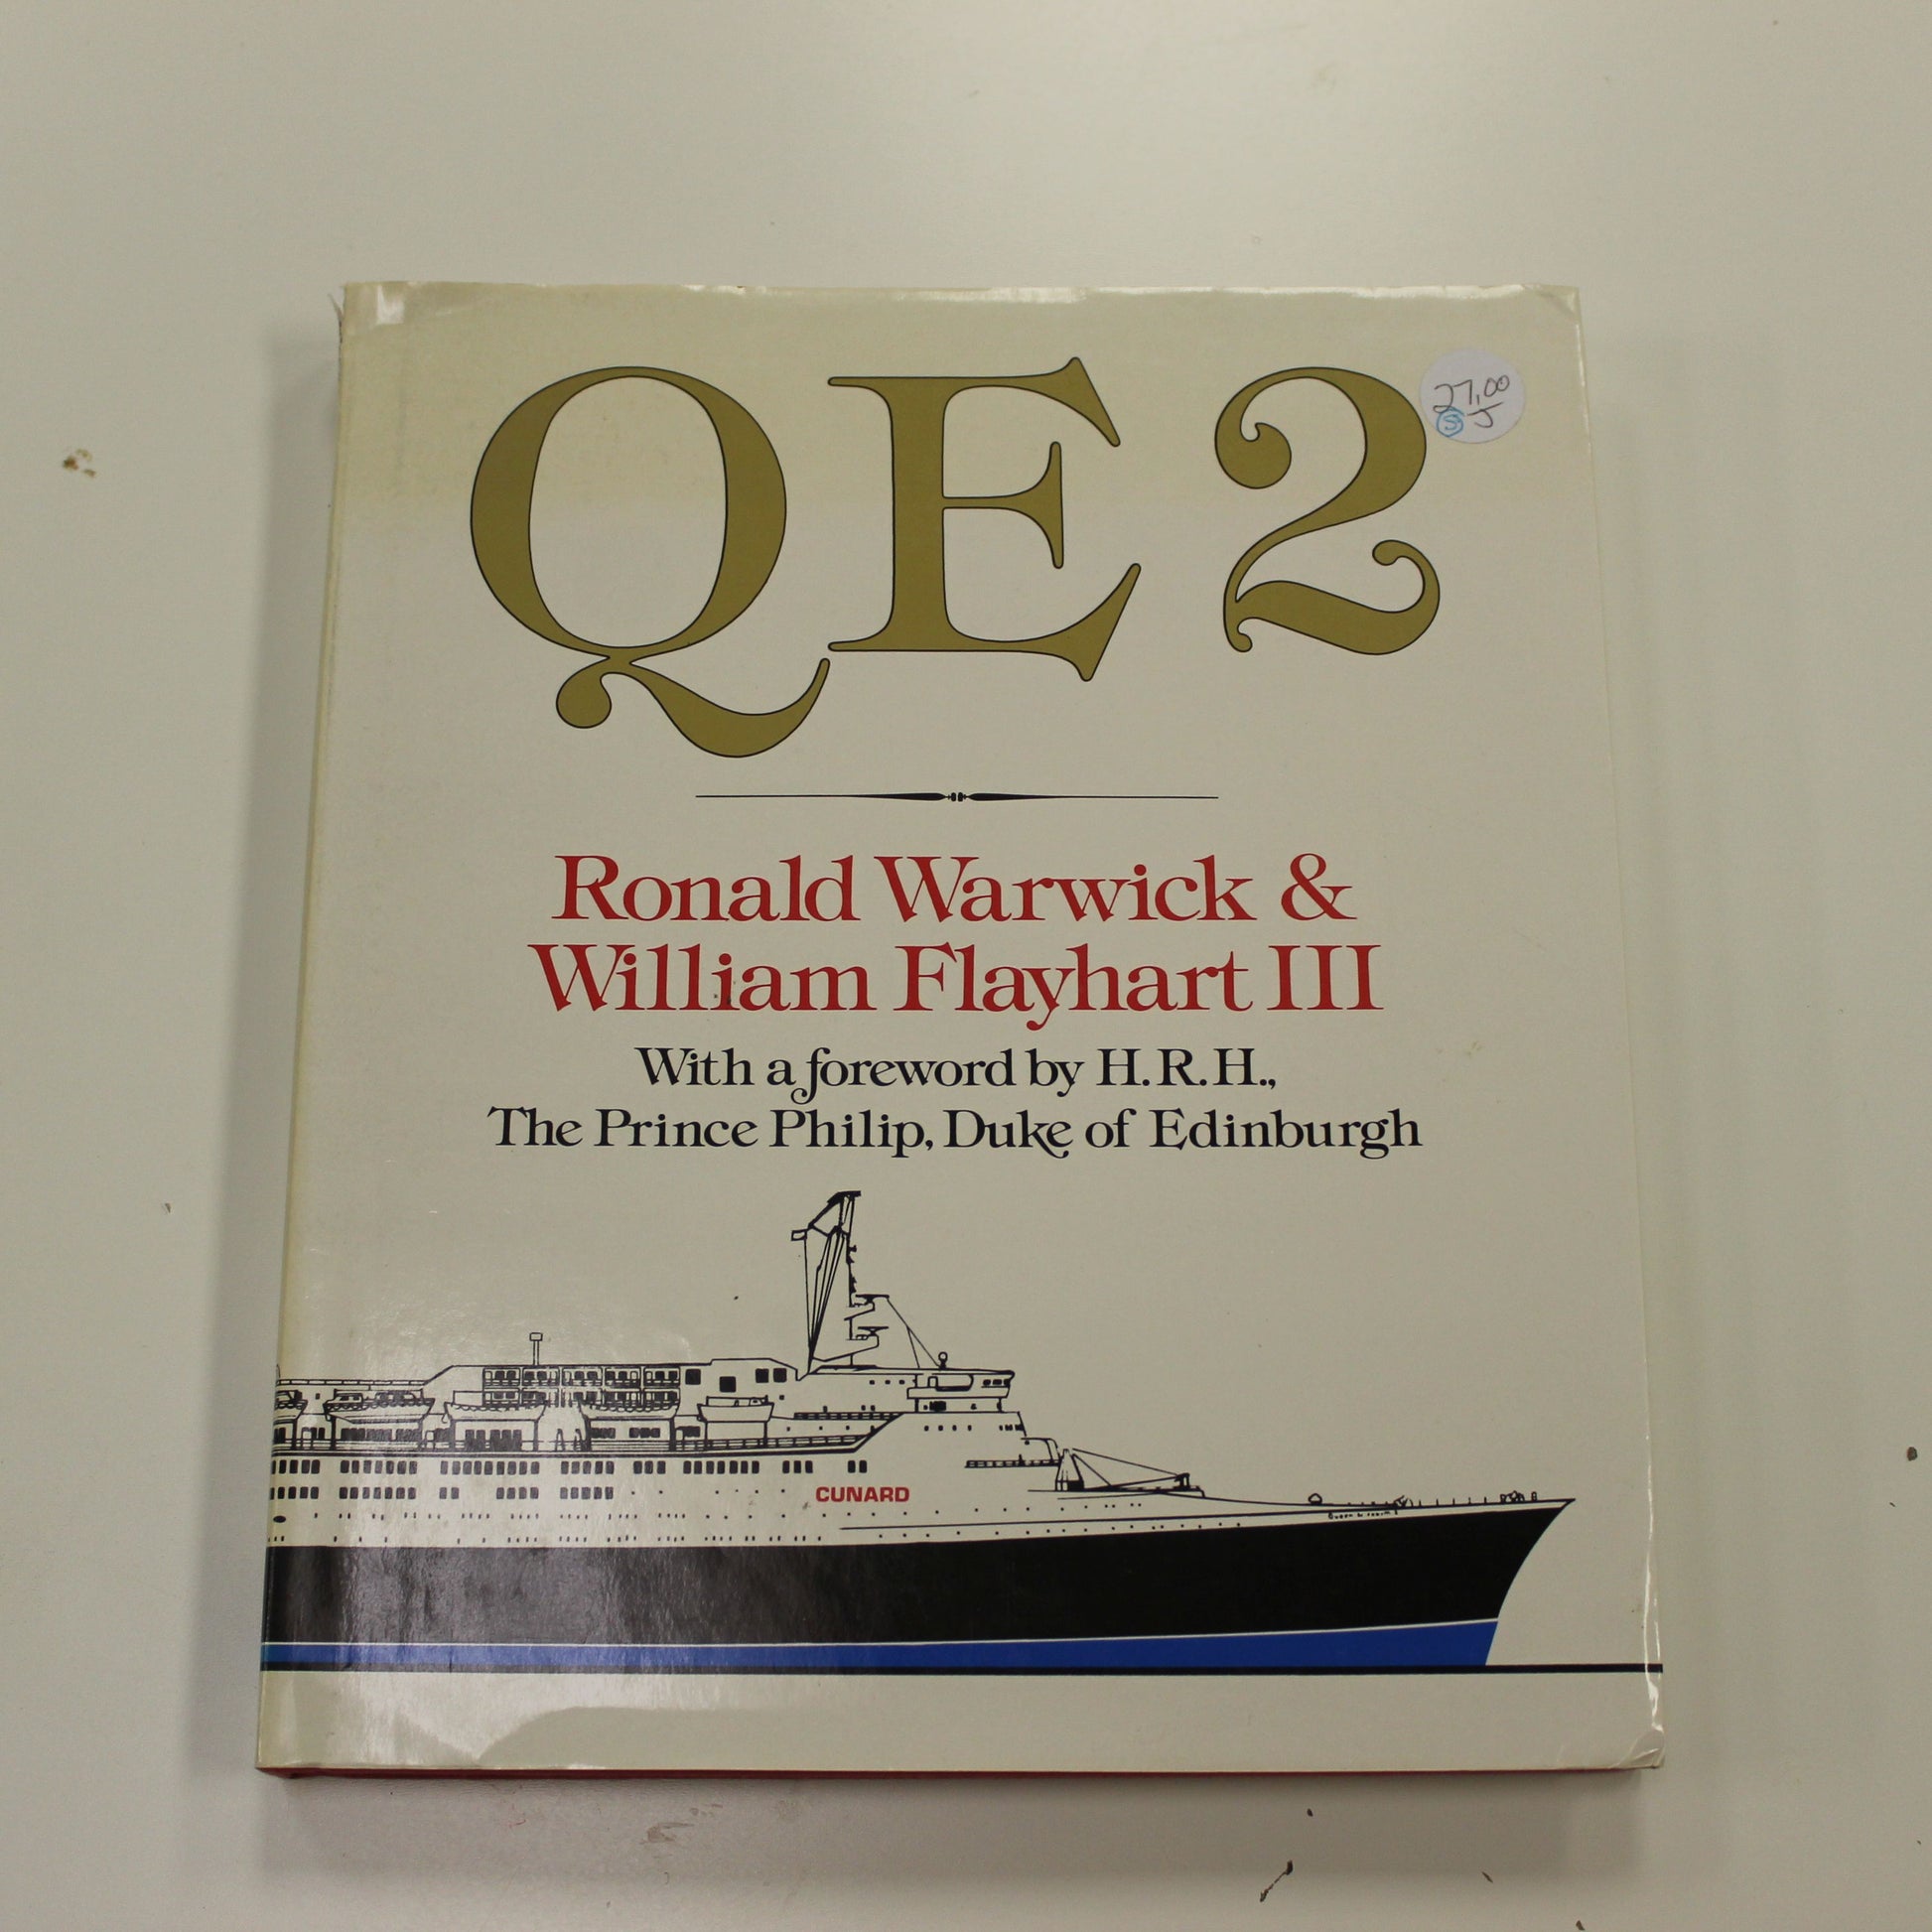 QE2
27.00
S J
Ronald Warwick &
William Flayhart III
With a foreword by H.R.H.,
The Prince Philip, Duke of Edinburgh
CUNARD